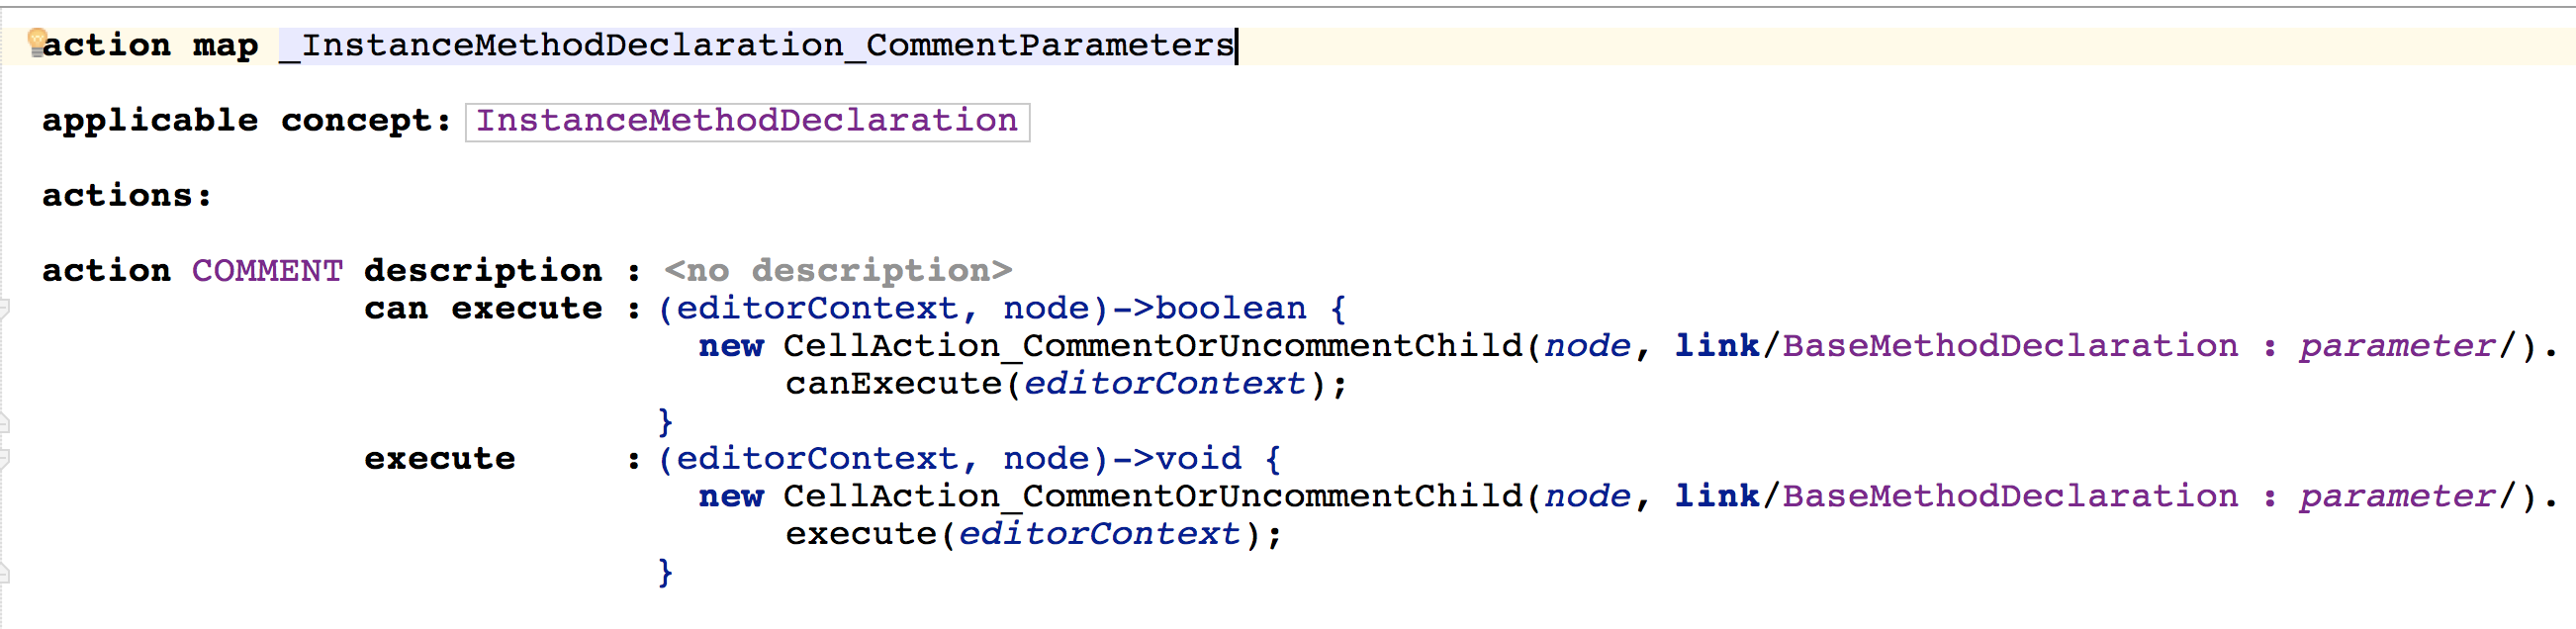 action map _InstanceMethodDeclaration_CommentParameters
applicable concept: InstanceMethodDeclaration
actions:
action COMMENT description : <no description>
can execute : (editorContext, node)->boolean {
new CellAction_CommentOrUncommentChild(node, link/BaseMethodDeclaration : parameter/).
canExecute(editorContext);
}
execute : (editorContext, node)->void {
new CellAction_CommentOrUncommentChild(node, link/BaseMethodDeclaration : parameter/).
execute(editorContext);
}